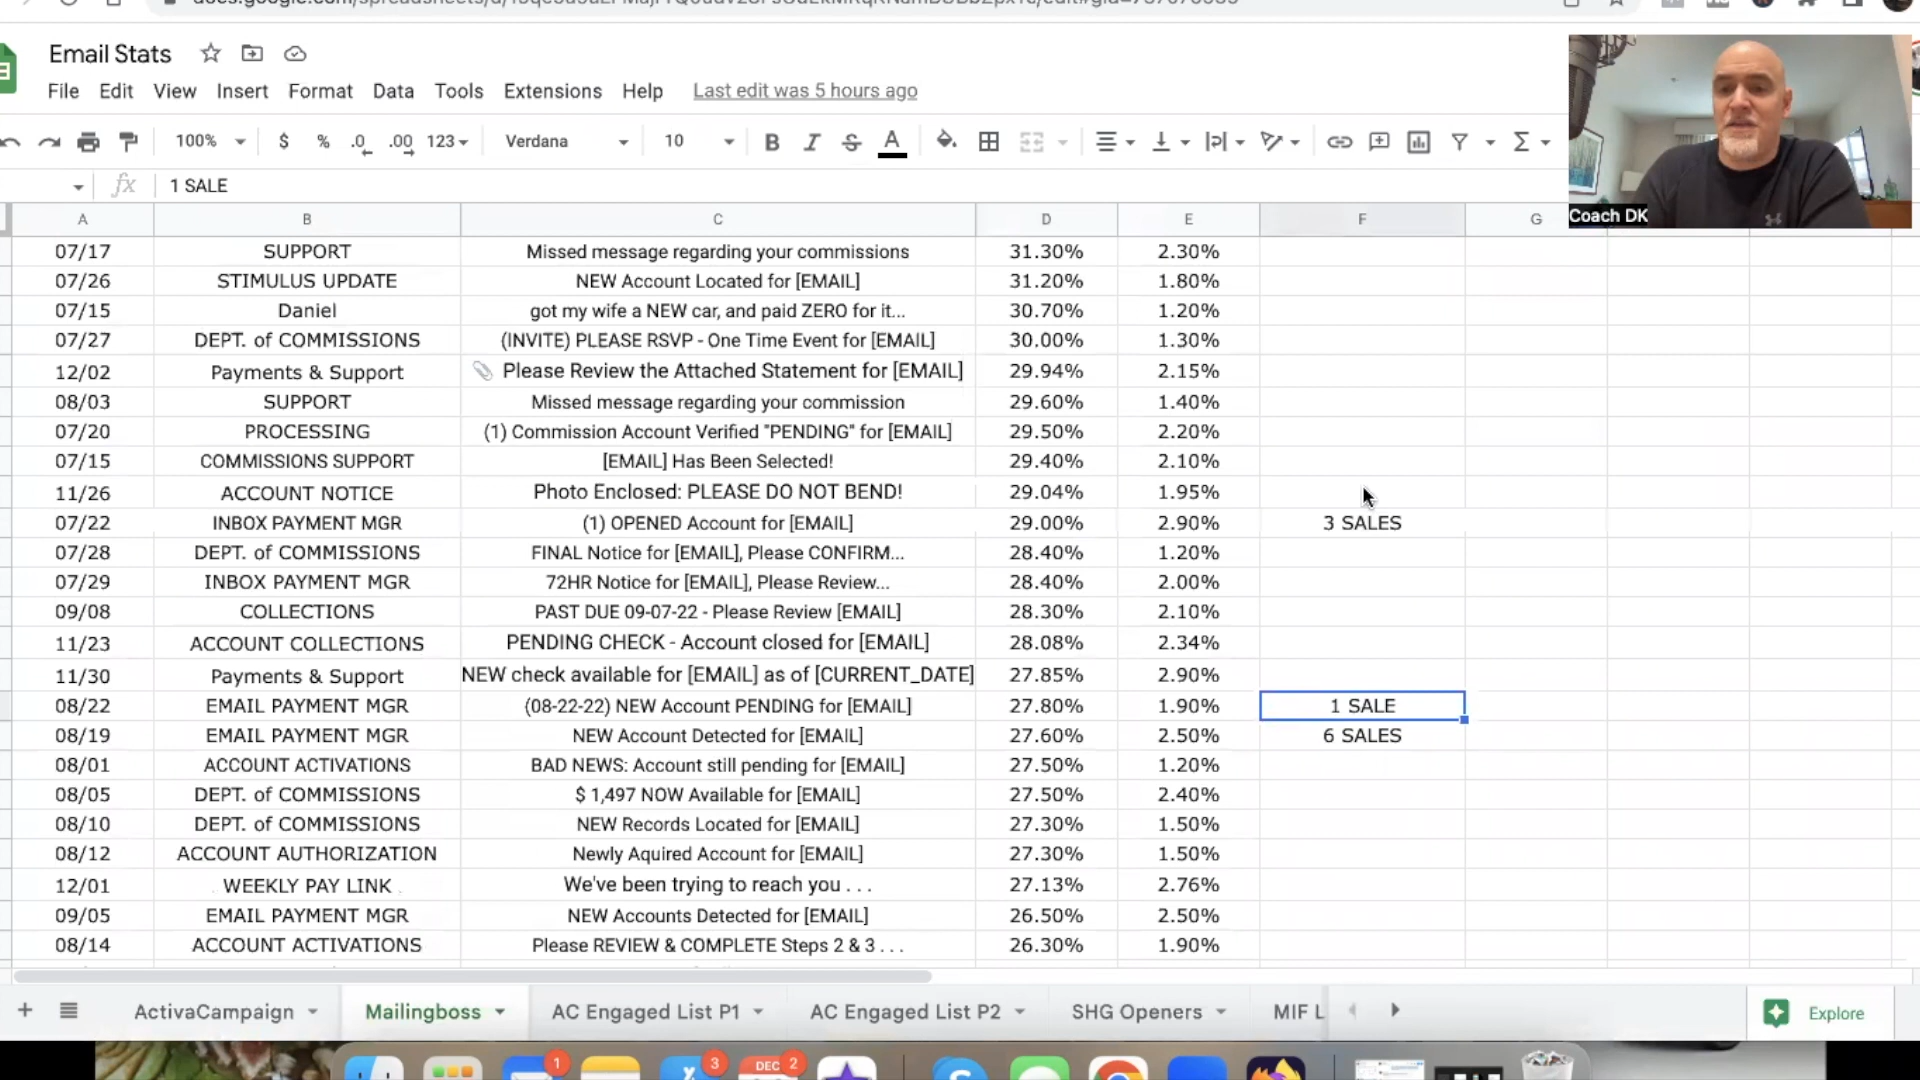 Email Stats
File Edit View Insert Format Data Tools Extensions Help Last edit was 5 hours ago
100% $ % .0 .00 123 Verdana 10 B I S A
Coach DK
fx 1 SALE
A B C D E F G
07/17 SUPPORT Missed message regarding your commissions 31.30% 2.30%
07/26 STIMULUS UPDATE NEW Account Located for [EMAIL] 31.20% 1.80%
07/15 Daniel got my wife a NEW car, and paid ZERO for it... 30.70% 1.20%
07/27 DEPT. of COMMISSIONS (INVITE) PLEASE RSVP - One Time Event for [EMAIL] 30.00% 1.30%
12/02 Payments & Support 📎 Please Review the Attached Statement for [EMAIL] 29.94% 2.15%
08/03 SUPPORT Missed message regarding your commission 29.60% 1.40%
07/20 PROCESSING (1) Commission Account Verified "PENDING" for [EMAIL] 29.50% 2.20%
07/15 COMMISSIONS SUPPORT [EMAIL] Has Been Selected! 29.40% 2.10%
11/26 ACCOUNT NOTICE Photo Enclosed: PLEASE DO NOT BEND! 29.04% 1.95%
07/22 INBOX PAYMENT MGR (1) OPENED Account for [EMAIL] 29.00% 2.90% 3 SALES
07/28 DEPT. of COMMISSIONS FINAL Notice for [EMAIL], Please CONFIRM... 28.40% 1.20%
07/29 INBOX PAYMENT MGR 72HR Notice for [EMAIL], Please Review... 28.40% 2.00%
09/08 COLLECTIONS PAST DUE 09-07-22 - Please Review [EMAIL] 28.30% 2.10%
11/23 ACCOUNT COLLECTIONS PENDING CHECK - Account closed for [EMAIL] 28.08% 2.34%
11/30 Payments & Support NEW check available for [EMAIL] as of [CURRENT_DATE] 27.85% 2.90%
08/22 EMAIL PAYMENT MGR (08-22-22) NEW Account PENDING for [EMAIL] 27.80% 1.90% 1 SALE
08/19 EMAIL PAYMENT MGR NEW Account Detected for [EMAIL] 27.60% 2.50% 6 SALES
08/01 ACCOUNT ACTIVATIONS BAD NEWS: Account still pending for [EMAIL] 27.50% 1.20%
08/05 DEPT. of COMMISSIONS $ 1,497 NOW Available for [EMAIL] 27.50% 2.40%
08/10 DEPT. of COMMISSIONS NEW Records Located for [EMAIL] 27.30% 1.50%
08/12 ACCOUNT AUTHORIZATION Newly Aquired Account for [EMAIL] 27.30% 1.50%
12/01 WEEKLY PAY LINK We've been trying to reach you . . . 27.13% 2.76%
09/05 EMAIL PAYMENT MGR NEW Accounts Detected for [EMAIL] 26.50% 2.50%
08/14 ACCOUNT ACTIVATIONS Please REVIEW & COMPLETE Steps 2 & 3 . . . 26.30% 1.90%
ActivaCampaign Mailingboss AC Engaged List P1 AC Engaged List P2 SHG Openers MIF L Explore
1 3 DEC 2